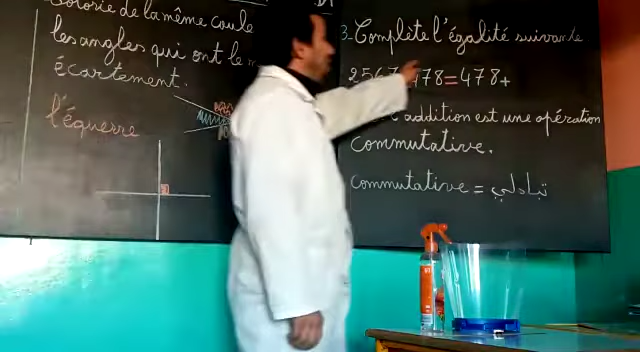 Colorie de la même coule
les angles qui ont le m
écartement.
l'équerre
3. Complète l'égalité suivante
2567 478=478+
addition est une opération
commutative.
commutative = تبادلي